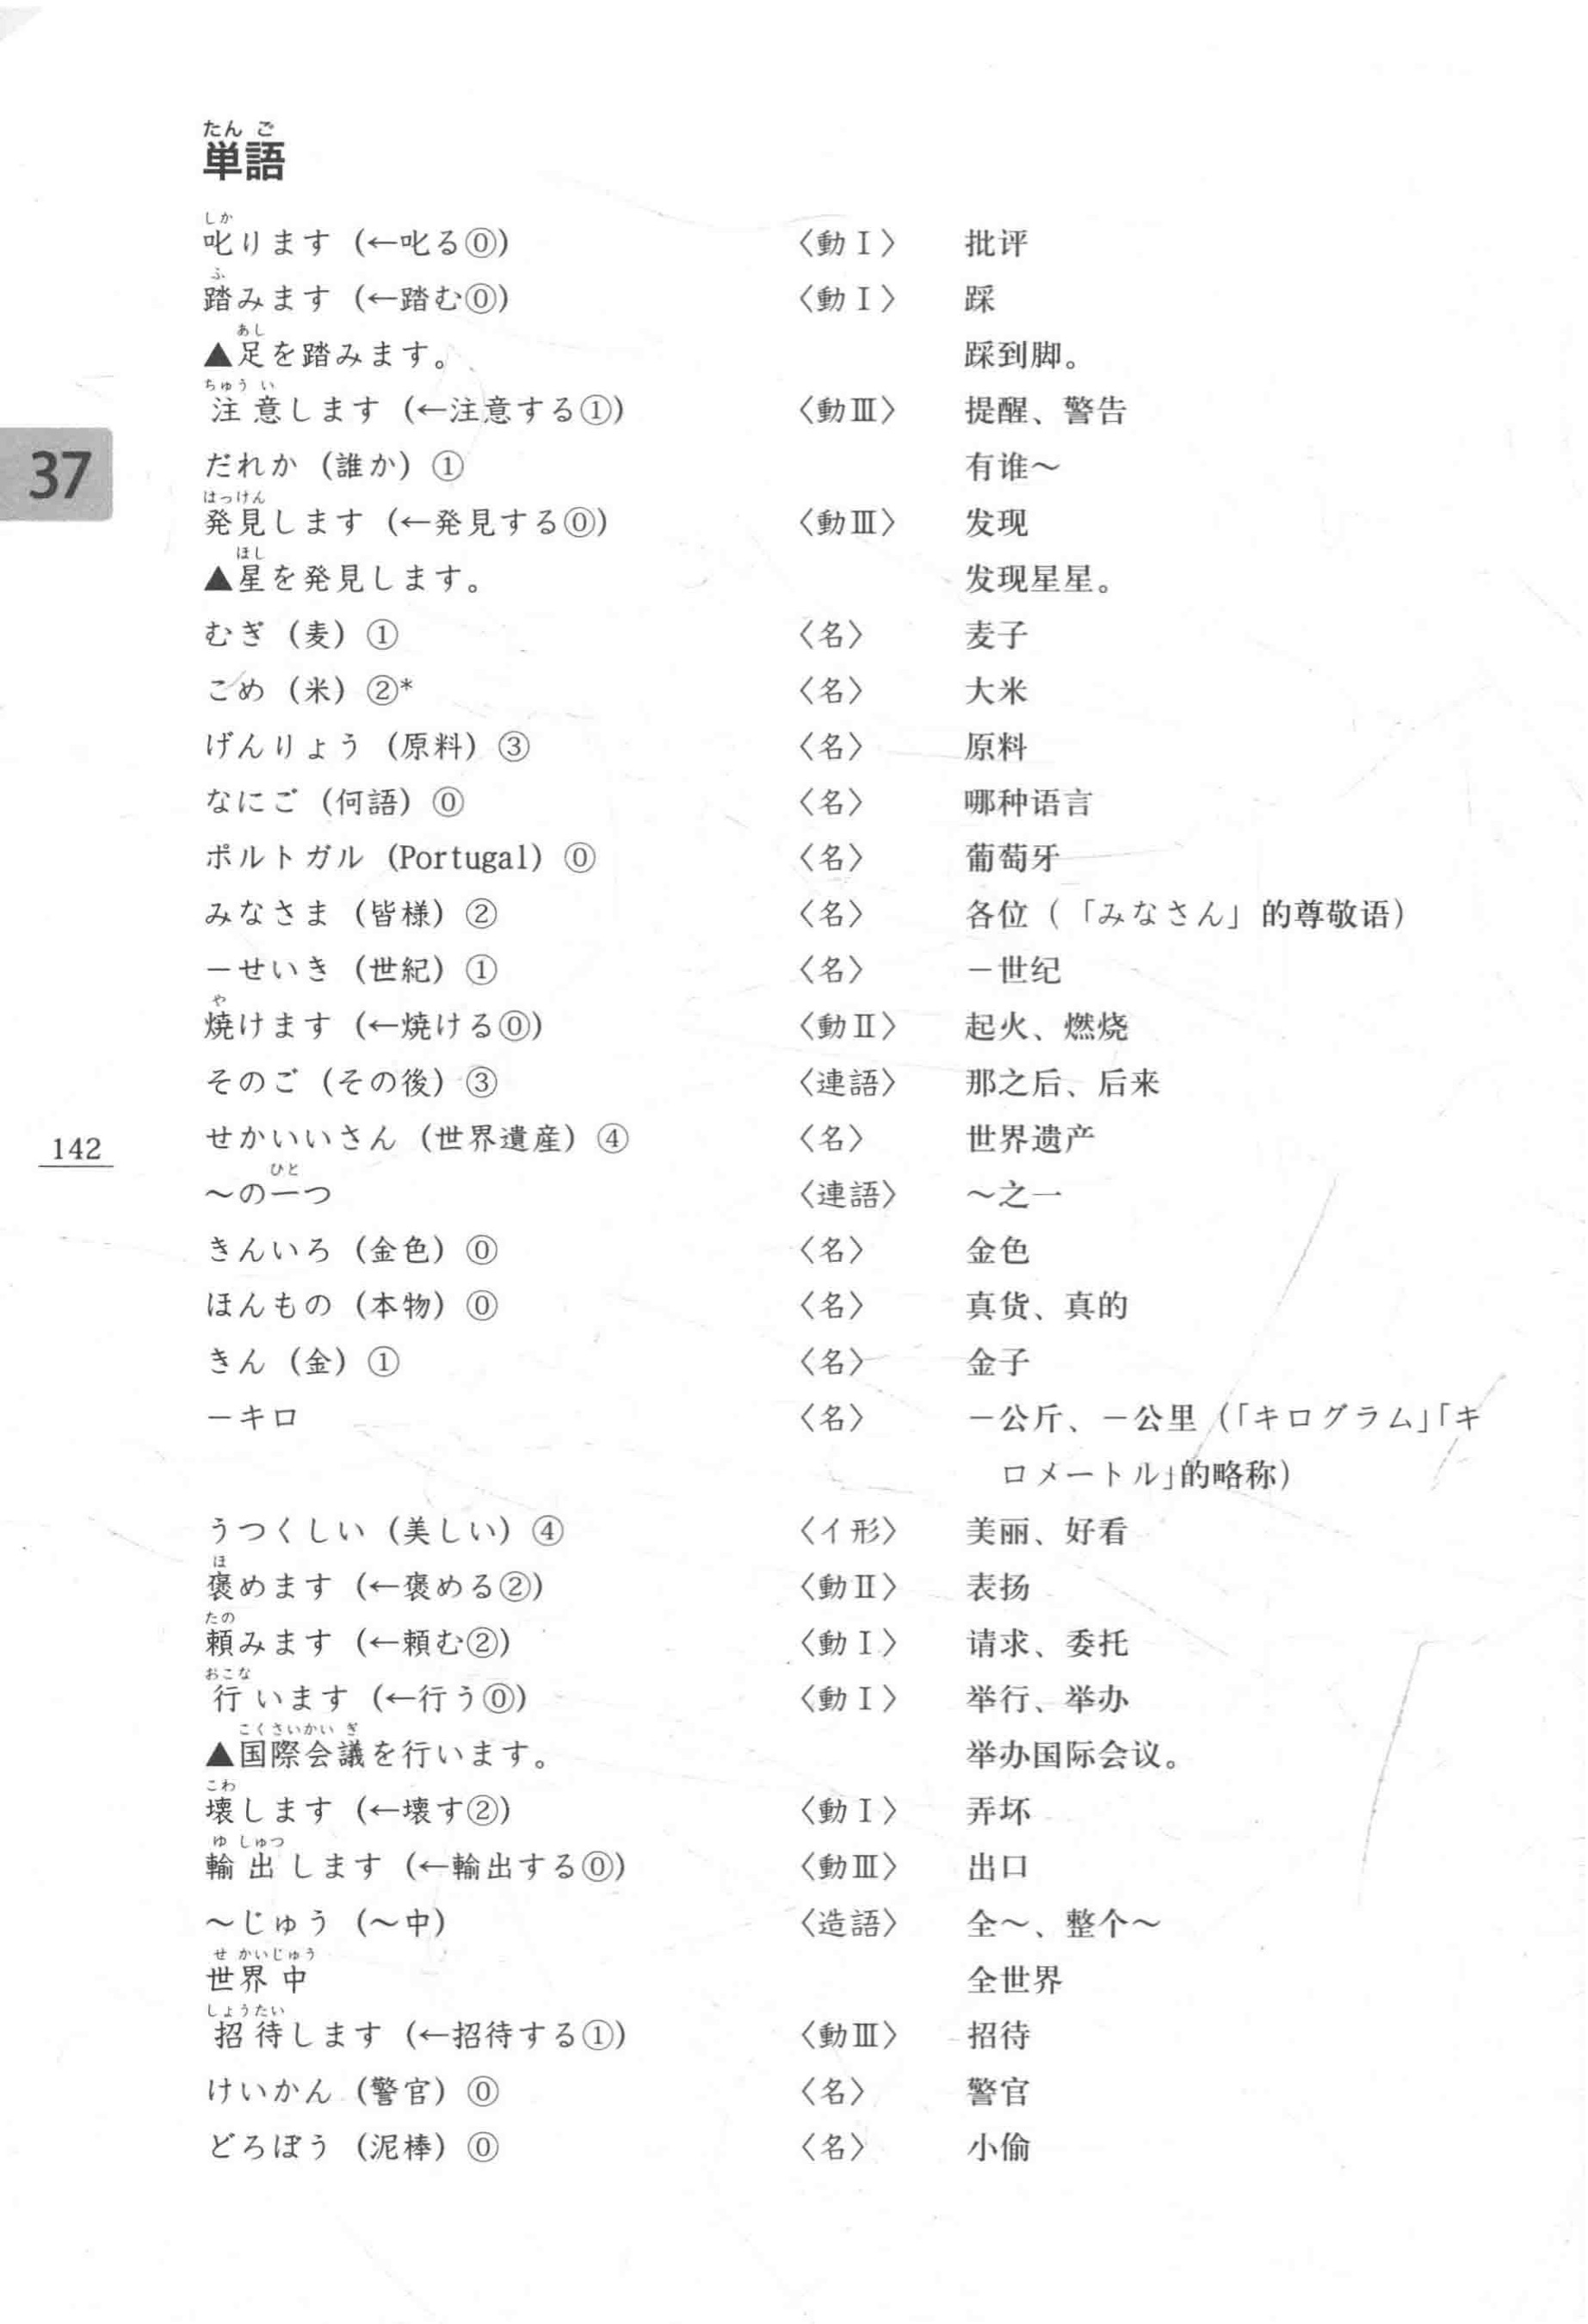 たん ご
単語
しか
叱ります（←叱る⓪） 〈動Ⅰ〉 批评
ふ
踏みます（←踏む⓪） 〈動Ⅰ〉 踩
あし
▲足を踏みます。 踩到脚。
ちゅう い
注意します（←注意する①） 〈動Ⅲ〉 提醒、警告
37
だれか（誰か）① 有谁～
はっけん
発見します（←発見する⓪） 〈動Ⅲ〉 发现
ほし
▲星を発見します。 发现星星。
むぎ（麦）① 〈名〉 麦子
こめ（米）②* 〈名〉 大米
げんりょう（原料）③ 〈名〉 原料
なにご（何語）⓪ 〈名〉 哪种语言
ポルトガル（Portugal）⓪ 〈名〉 葡萄牙
みなさま（皆様）② 〈名〉 各位（「みなさん」的尊敬语）
－せいき（世紀）① 〈名〉 －世纪
や
焼けます（←焼ける⓪） 〈動Ⅱ〉 起火、燃烧
そのご（その後）③ 〈連語〉 那之后、后来
せかいいさん（世界遺産）④ 〈名〉 世界遗产
142
ひと
～の一つ 〈連語〉 ～之一
きんいろ（金色）⓪ 〈名〉 金色
ほんもの（本物）⓪ 〈名〉 真货、真的
きん（金）① 〈名〉 金子
－キロ 〈名〉 －公斤、－公里（「キログラム」「キ
ロメートル」的略称）
うつくしい（美しい）④ 〈イ形〉 美丽、好看
ほ
褒めます（←褒める②） 〈動Ⅱ〉 表扬
たの
頼みます（←頼む②） 〈動Ⅰ〉 请求、委托
おこな
行います（←行う⓪） 〈動Ⅰ〉 举行、举办
こくさいかい ぎ
▲国際会議を行います。 举办国际会议。
こわ
壊します（←壊す②） 〈動Ⅰ〉 弄坏
ゆ しゅつ
輸出します（←輸出する⓪） 〈動Ⅲ〉 出口
～じゅう（～中） 〈造語〉 全～、整个～
せ かいじゅう
世界中 全世界
しょうたい
招待します（←招待する①） 〈動Ⅲ〉 招待
けいかん（警官）⓪ 〈名〉 警官
どろぼう（泥棒）⓪ 〈名〉 小偷